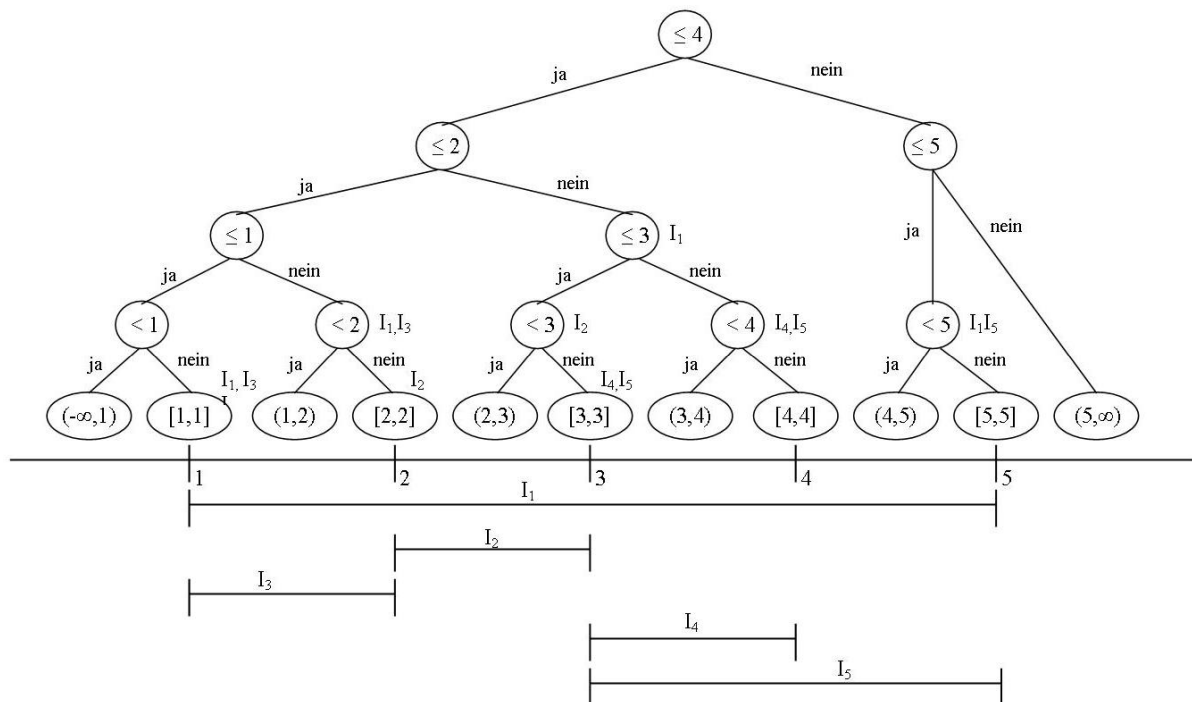 ≤ 4
ja
nein
≤ 2
≤ 5
ja
nein
≤ 1
≤ 3 I₁
ja
nein
ja
nein
ja
nein
< 1
< 2 I₁,I₃
< 3 I₂
< 4 I₄,I₅
< 5 I₁I₅
ja
nein
I₁, I₃
ja
nein
I₂
ja
nein
I₄,I₅
ja
nein
ja
nein
(-∞,1)
[1,1]
(1,2)
[2,2]
(2,3)
[3,3]
(3,4)
[4,4]
(4,5)
[5,5]
(5,∞)
1
2
3
4
5
I₁
I₂
I₃
I₄
I₅